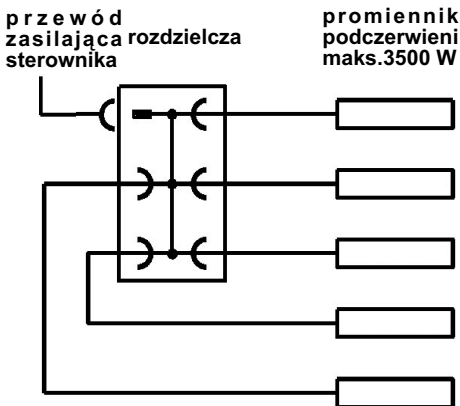 przewód
zasilająca
sterownika
rozdzielcza
promiennik
podczerwieni
maks.3500 W